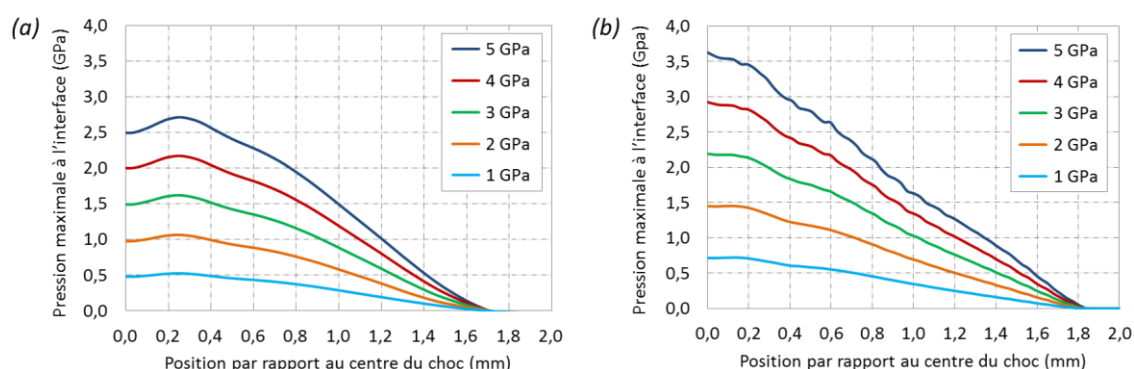 (a)
Pression maximale à l'interface (GPa)
4,0
3,5
3,0
2,5
2,0
1,5
1,0
0,5
0,0
5 GPa
4 GPa
3 GPa
2 GPa
1 GPa
0,0 0,2 0,4 0,6 0,8 1,0 1,2 1,4 1,6 1,8 2,0
Position par rapport au centre du choc (mm)
(b)
Pression maximale à l'interface (Gpa)
4,0
3,5
3,0
2,5
2,0
1,5
1,0
0,5
0,0
5 GPa
4 GPa
3 GPa
2 GPa
1 GPa
0,0 0,2 0,4 0,6 0,8 1,0 1,2 1,4 1,6 1,8 2,0
Position par rapport au centre du choc (mm)